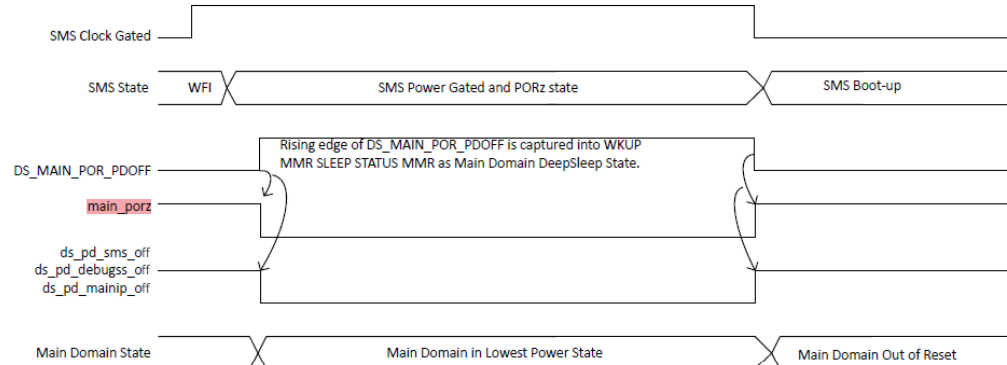 SMS Clock Gated
SMS State
WFI
SMS Power Gated and PORz state
SMS Boot-up
Rising edge of DS_MAIN_POR_PDOFF is captured into WKUP
MMR SLEEP STATUS MMR as Main Domain DeepSleep State.
DS_MAIN_POR_PDOFF
main_porz
ds_pd_sms_off
ds_pd_debugss_off
ds_pd_mainip_off
Main Domain State
Main Domain in Lowest Power State
Main Domain Out of Reset